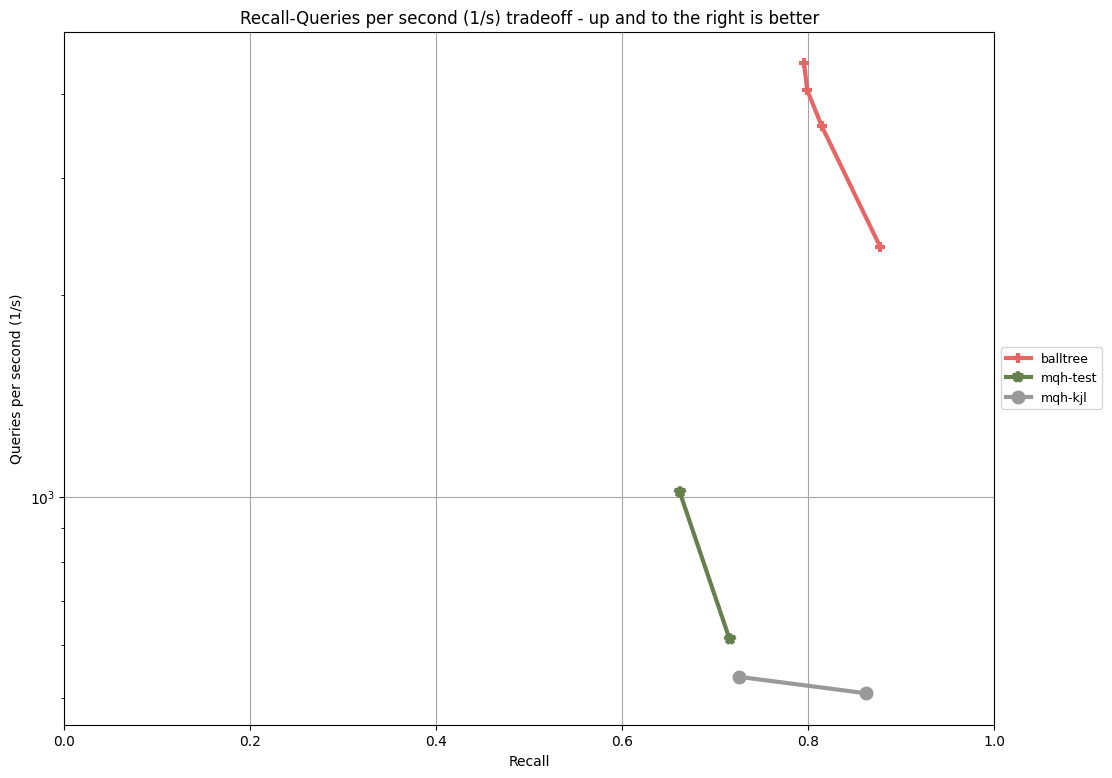 Recall-Queries per second (1/s) tradeoff - up and to the right is better
Queries per second (1/s)
10³
0.0 0.2 0.4 0.6 0.8 1.0
Recall
balltree
mqh-test
mqh-kjl